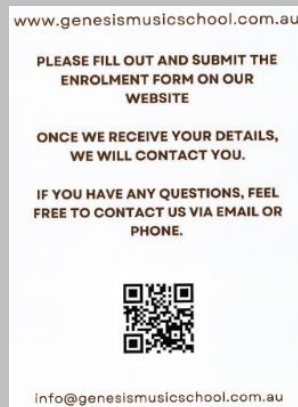 www.genesismusicschool.com.au
PLEASE FILL OUT AND SUBMIT THE
ENROLMENT FORM ON OUR
WEBSITE
ONCE WE RECEIVE YOUR DETAILS,
WE WILL CONTACT YOU.
IF YOU HAVE ANY QUESTIONS, FEEL
FREE TO CONTACT US VIA EMAIL OR
PHONE.
info@genesismusicschool.com.au